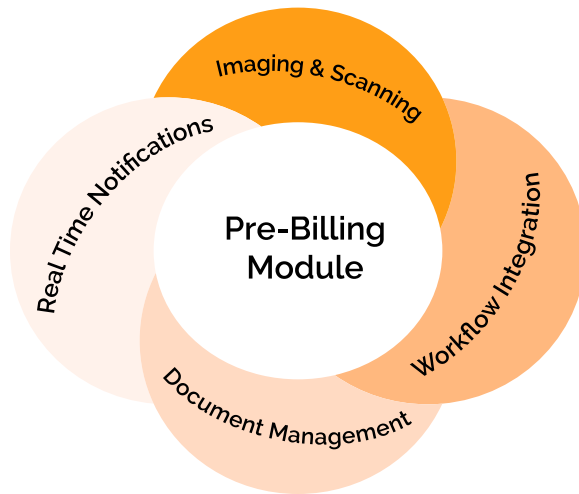 Imaging & Scanning
Real Time Notifications
Pre-Billing
Module
Workflow Integration
Document Management